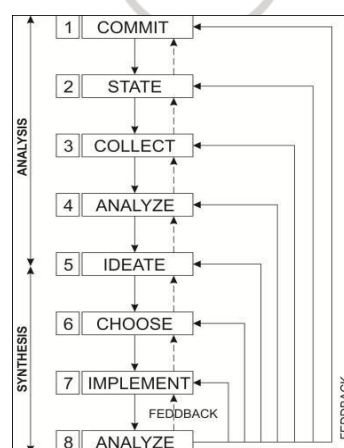 1 COMMIT
2 STATE
3 COLLECT
4 ANALYZE
5 IDEATE
6 CHOOSE
7 IMPLEMENT
FEDDBACK
8 ANALYZE
ANALYSIS
SYNTHESIS
FEDDBACK